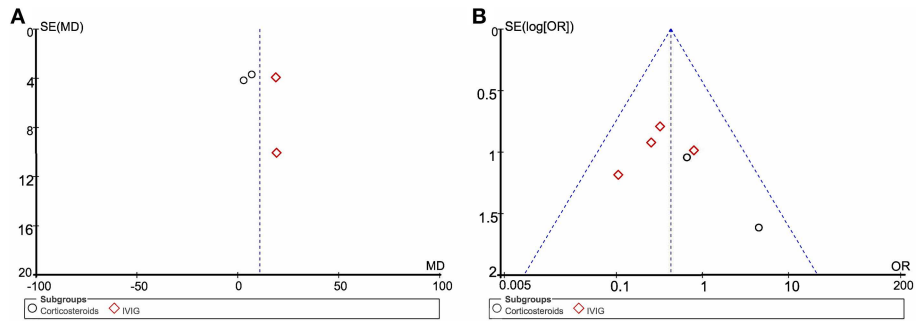 A
SE(MD)
0
4
8
12
16
20
-100
-50
0
50
100
MD
Subgroups
Corticosteroids
IVIG
B
SE(log[OR])
0
0.5
1
1.5
2
0.005
0.1
1
10
200
OR
Subgroups
Corticosteroids
IVIG